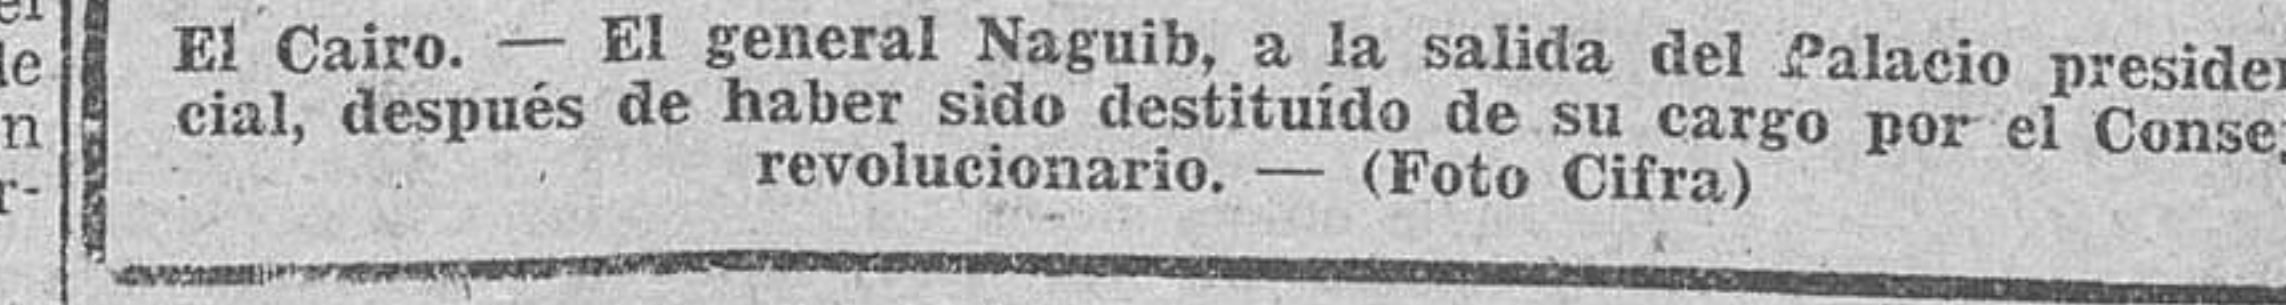 El Cairo. — El general Naguib, a la salida del Palacio presiden
cial, después de haber sido destituído de su cargo por el Consej
revolucionario. — (Foto Cifra)